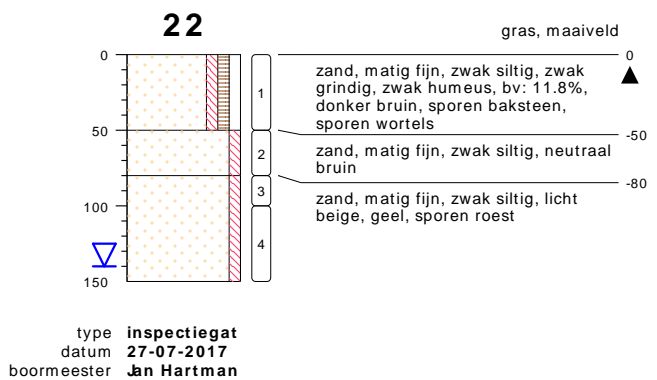 22
gras, maaiveld
0
0
zand, matig fijn, zwak siltig, zwak
grindig, zwak humeus, bv: 11.8%,
donker bruin, sporen baksteen,
sporen wortels
1
50
-50
zand, matig fijn, zwak siltig, neutraal
bruin
2
-80
3
zand, matig fijn, zwak siltig, licht
beige, geel, sporen roest
100
4
150
type inspectiegat
datum 27-07-2017
boormeester Jan Hartman